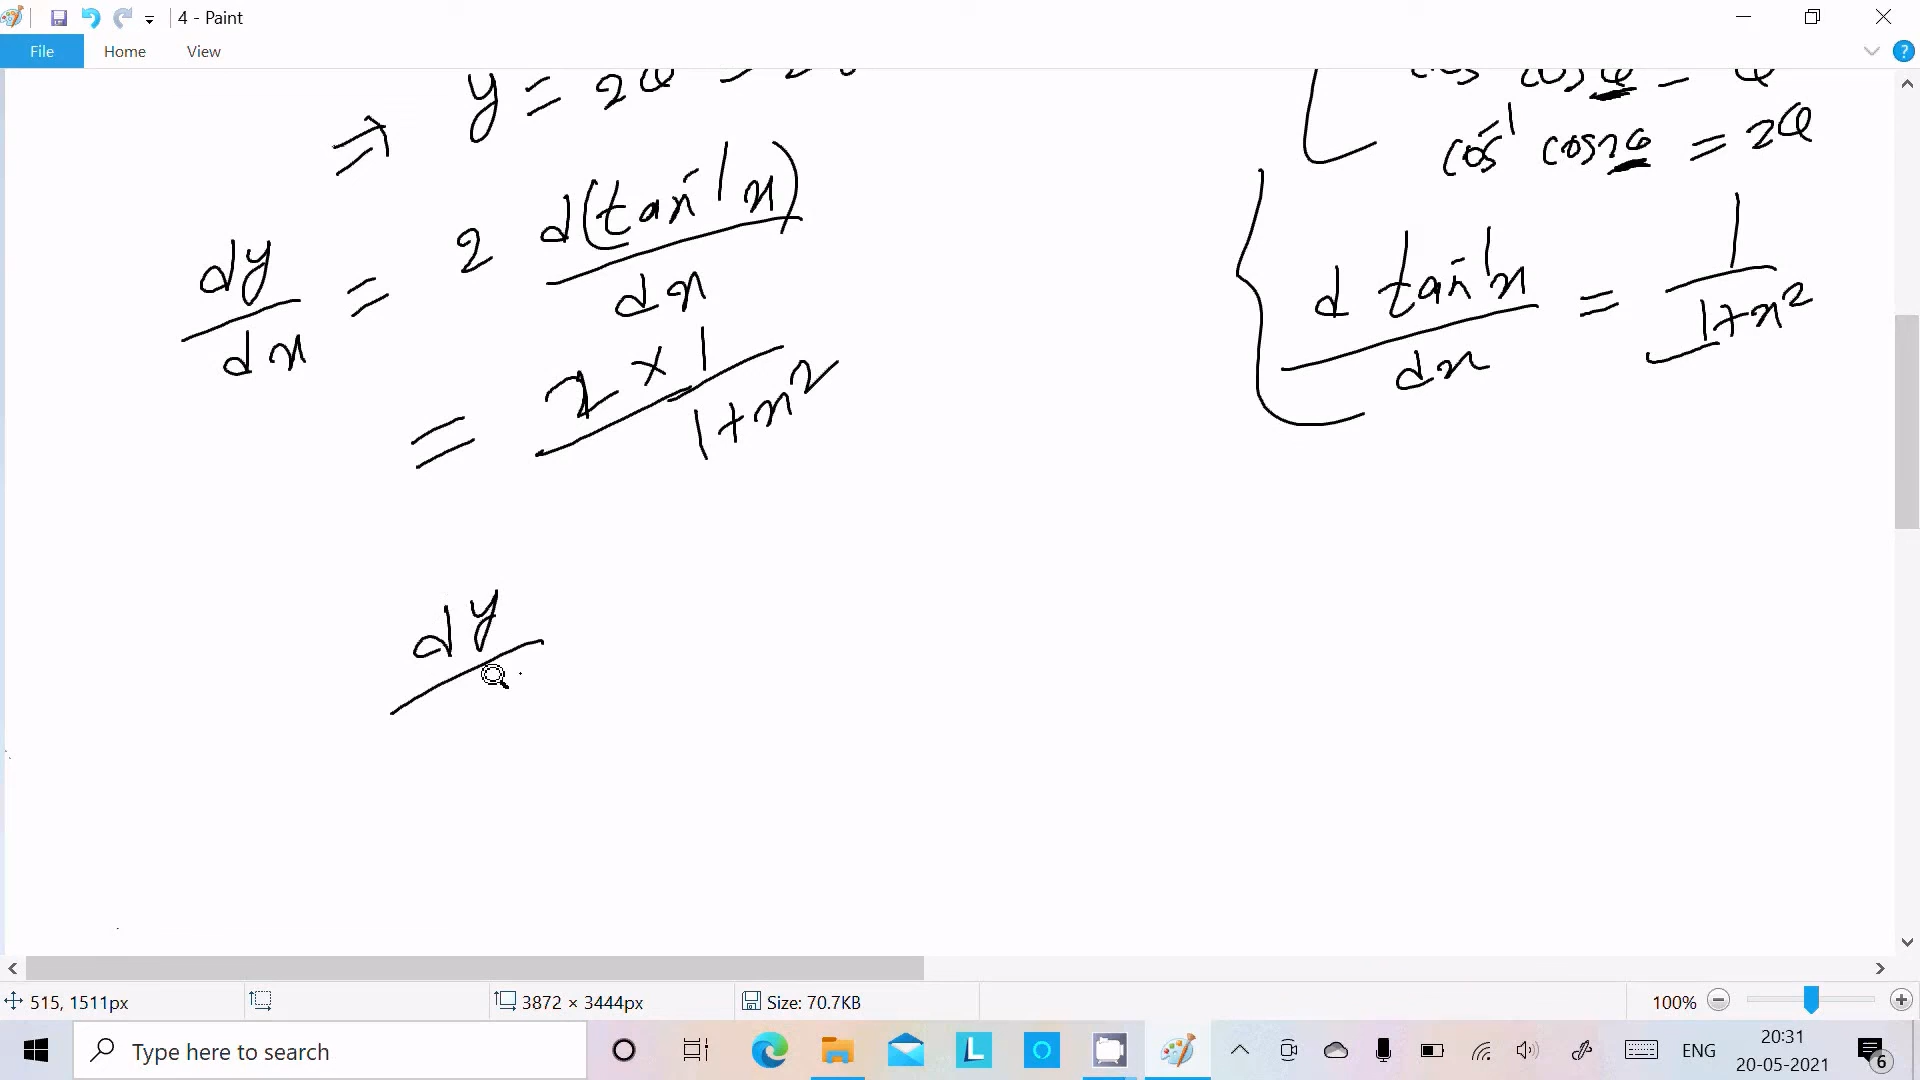 4 - Paint
File Home View
⇒ y = 2θ
cos⁻¹ cos2θ = 2θ
dy/dx = 2 d(tan⁻¹x)/dx
d tan⁻¹x/dx = 1/1+x²
= 2 × 1/1+x²
dy
515, 1511px
3872 × 3444px
Size: 70.7KB
100%
Type here to search
ENG
20:31
20-05-2021
6